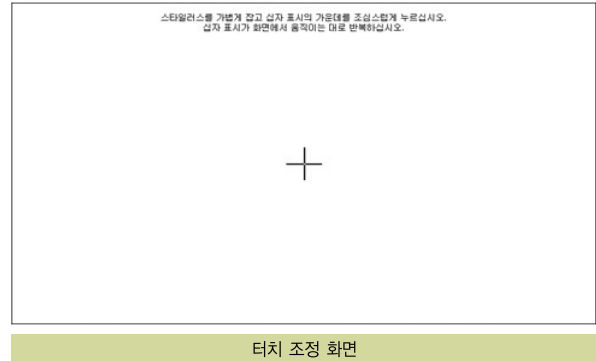 스타일러스를 가볍게 잡고 십자 표시의 가운데를 조심스럽게 누르십시오.
십자 표시가 화면에서 움직이는 대로 반복하십시오.
터치 조정 화면